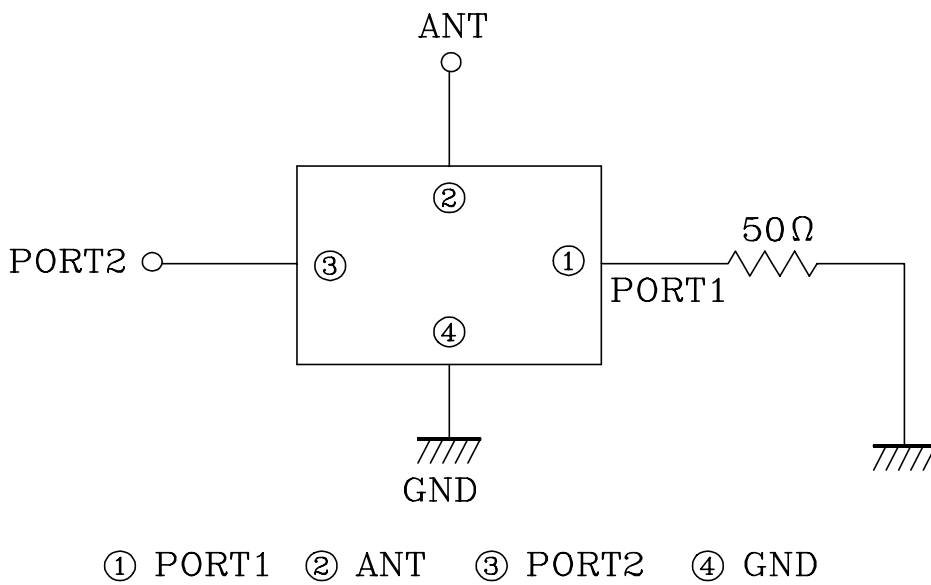 ANT
②
50Ω
PORT2 ③ ①
PORT1
④
GND
① PORT1 ② ANT ③ PORT2 ④ GND